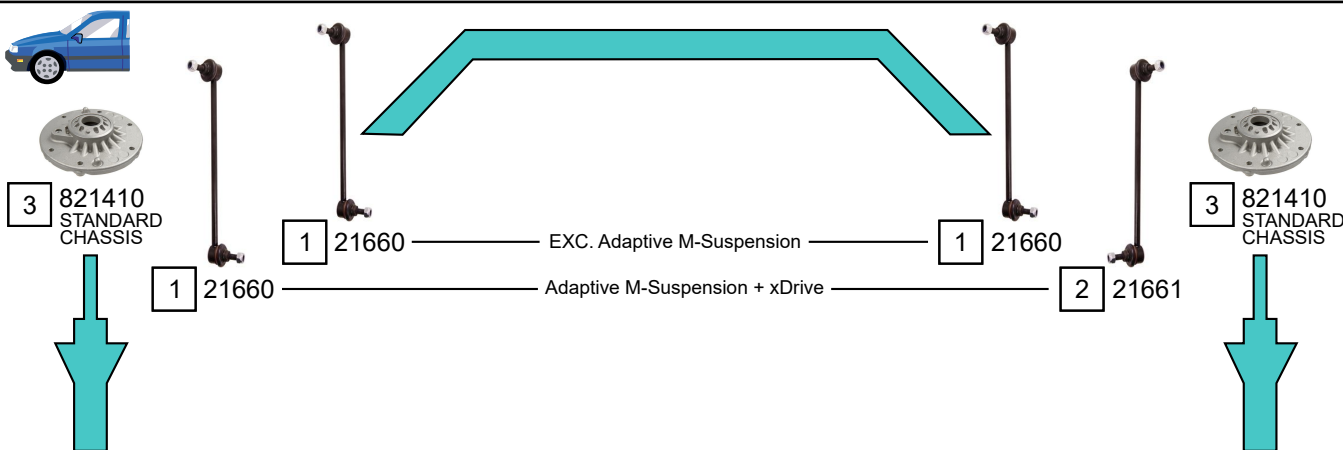 3 821410
STANDARD
CHASSIS
1 21660
EXC. Adaptive M-Suspension
1 21660
3 821410
STANDARD
CHASSIS
1 21660
Adaptive M-Suspension + xDrive
2 21661